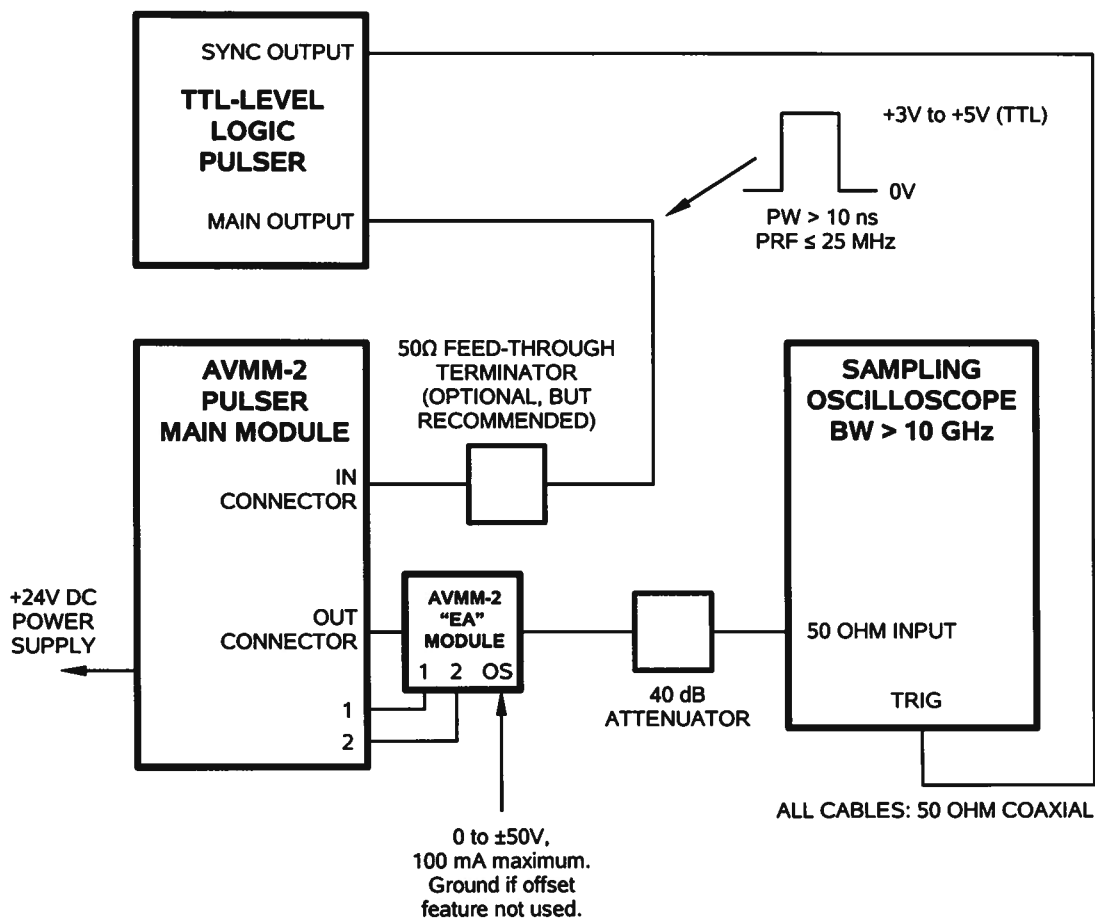 SYNC OUTPUT
TTL-LEVEL
LOGIC
PULSER
MAIN OUTPUT
+3V to +5V (TTL)
0V
PW > 10 ns
PRF ≤ 25 MHz
AVMM-2
PULSER
MAIN MODULE
IN
CONNECTOR
OUT
CONNECTOR
1
2
50Ω FEED-THROUGH
TERMINATOR
(OPTIONAL, BUT
RECOMMENDED)
+24V DC
POWER
SUPPLY
AVMM-2
"EA"
MODULE
1 2 OS
40 dB
ATTENUATOR
SAMPLING
OSCILLOSCOPE
BW > 10 GHz
50 OHM INPUT
TRIG
ALL CABLES: 50 OHM COAXIAL
0 to ±50V,
100 mA maximum.
Ground if offset
feature not used.